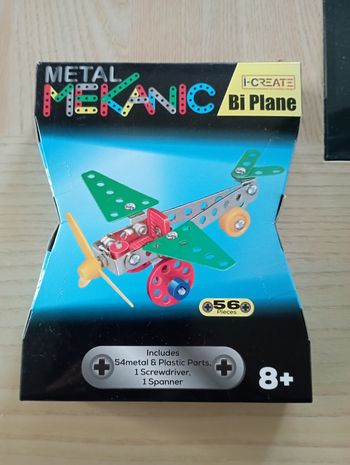 METAL
MEKANIC
i-CREATE
Bi Plane
56
Pieces
Includes
54metal & Plastic Parts,
1 Screwdriver,
1 Spanner
8+